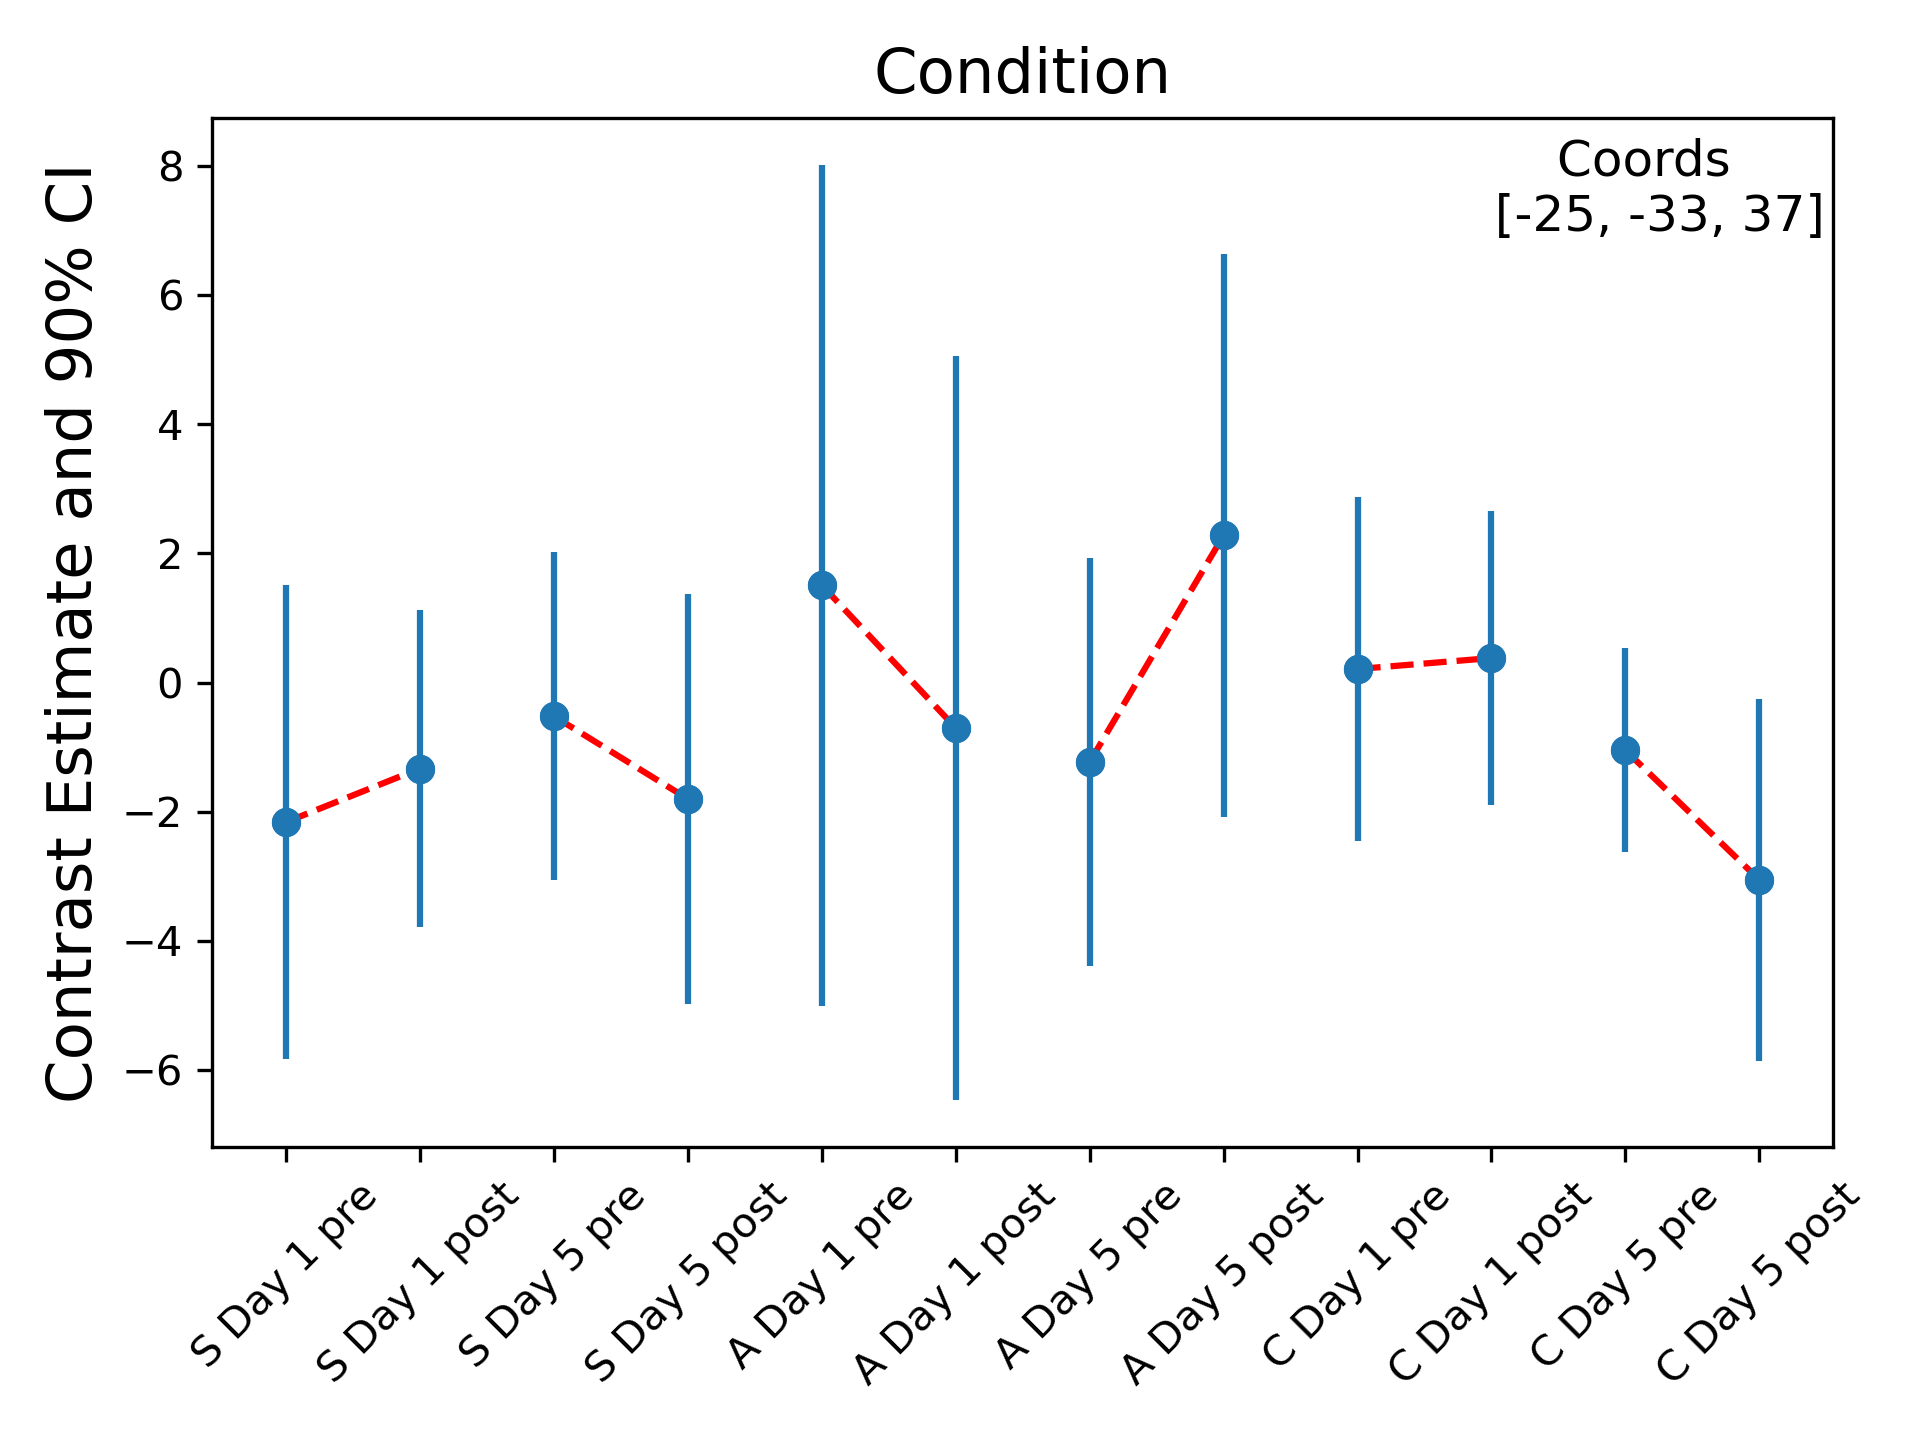 Condition
Coords
[-25, -33, 37]
Contrast Estimate and 90% CI
8
6
4
2
0
−2
−4
−6
S Day 1 pre
S Day 1 post
S Day 5 pre
S Day 5 post
A Day 1 pre
A Day 1 post
A Day 5 pre
A Day 5 post
C Day 1 pre
C Day 1 post
C Day 5 pre
C Day 5 post